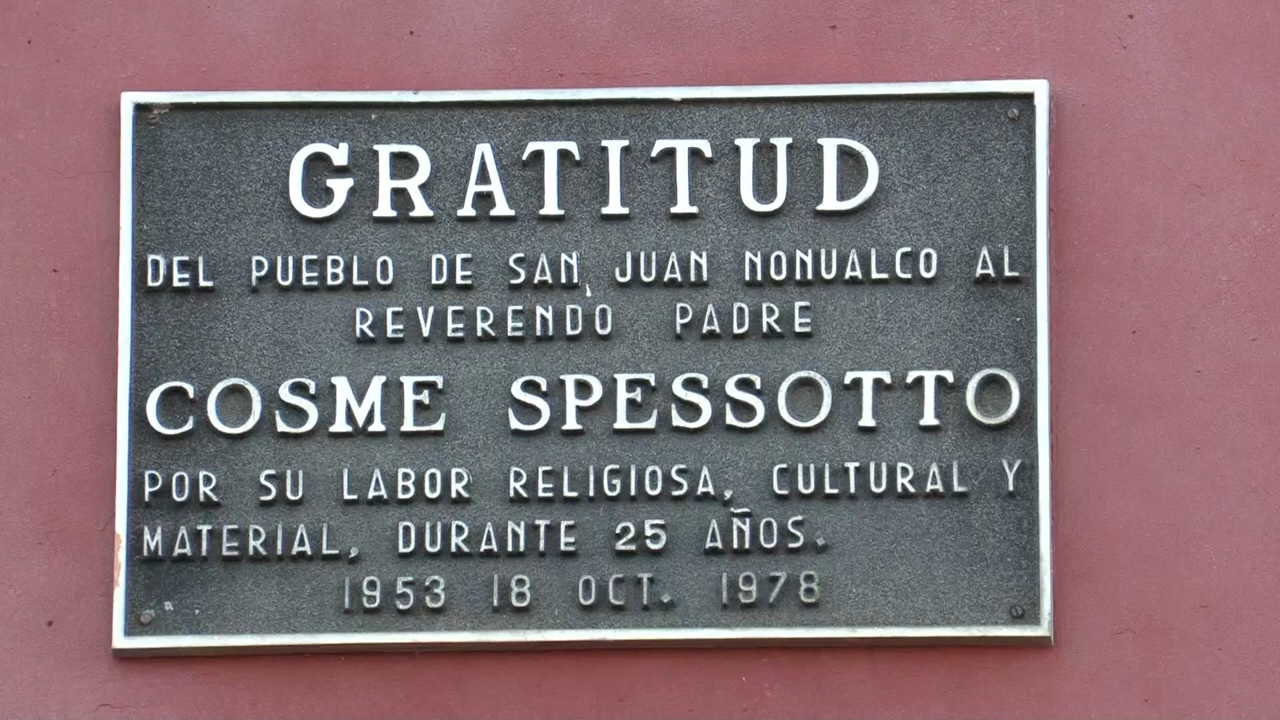 GRATITUD
DEL PUEBLO DE SAN JUAN NONUALCO AL
REVERENDO PADRE
COSME SPESSOTTO
POR SU LABOR RELIGIOSA, CULTURAL Y
MATERIAL, DURANTE 25 AÑOS.
1953 18 OCT. 1978